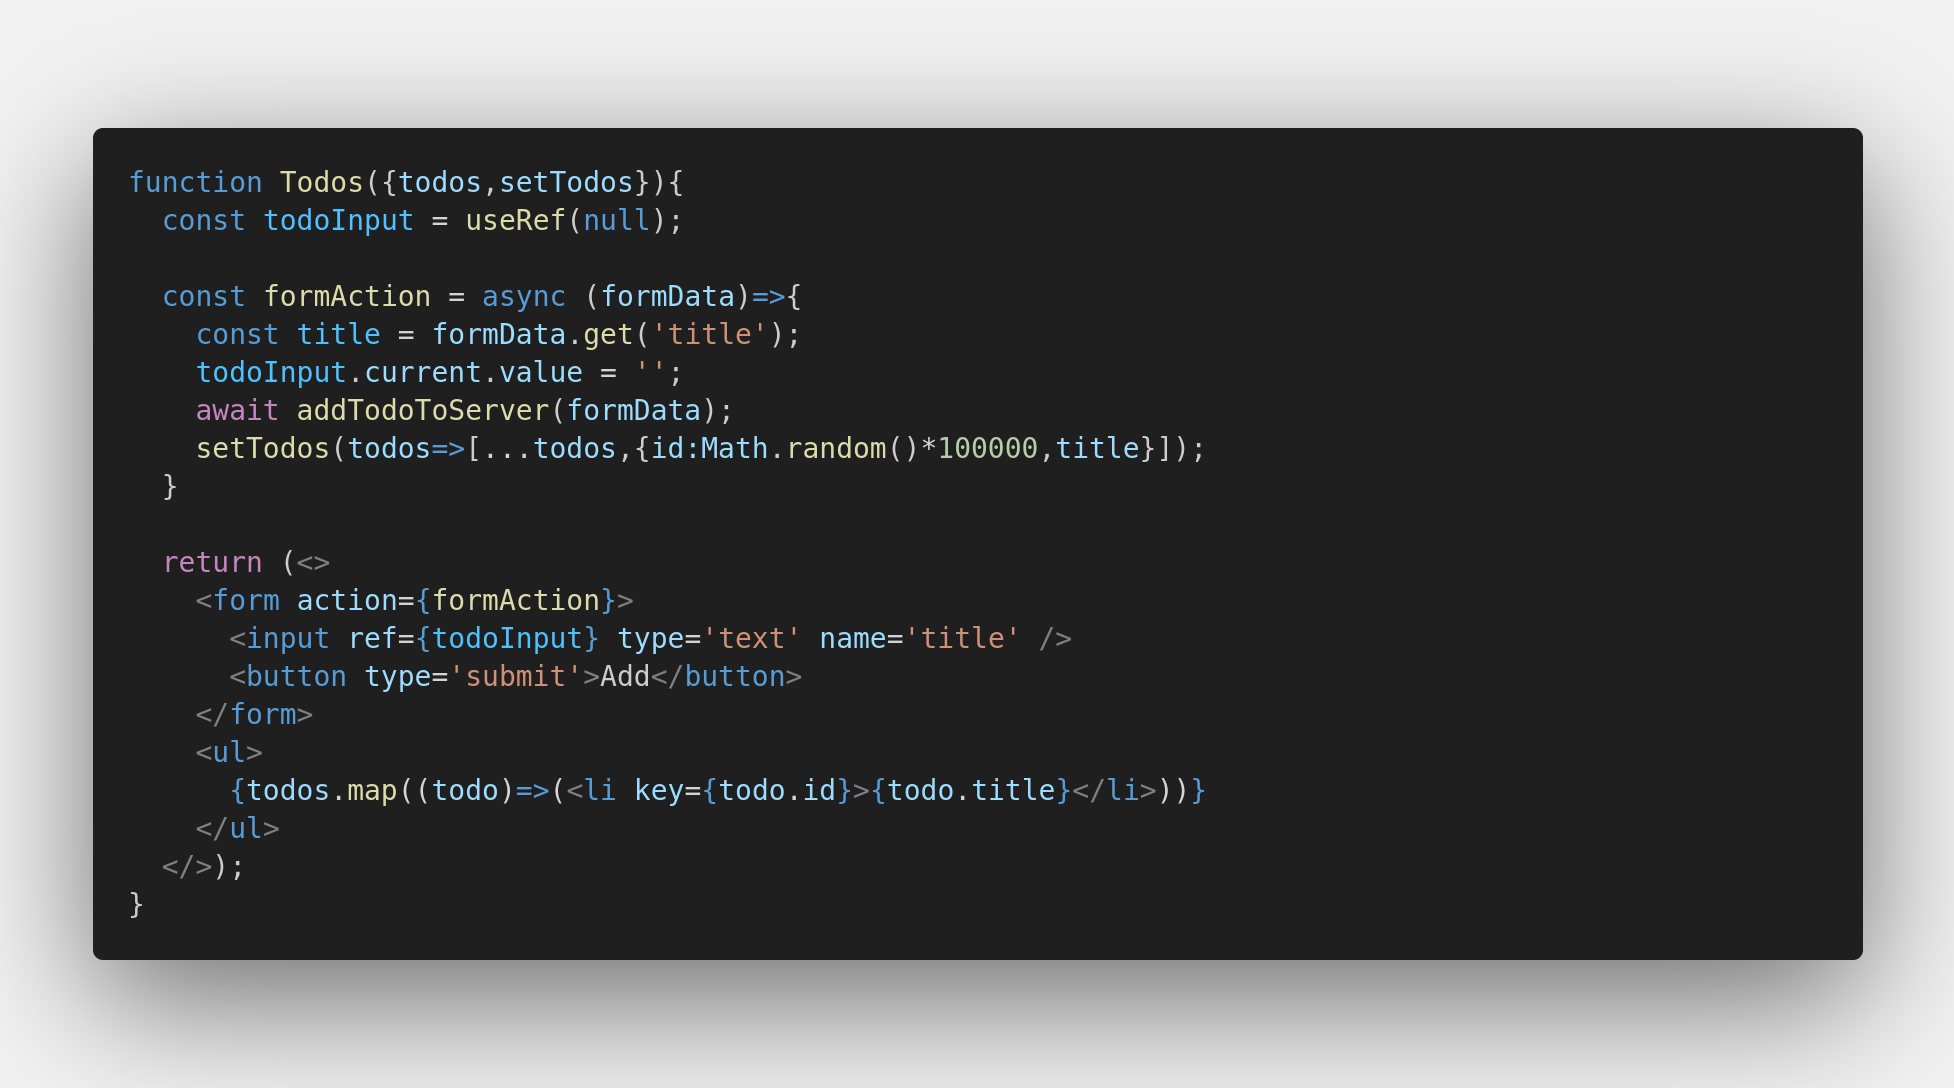 function Todos({todos,setTodos}){
  const todoInput = useRef(null);

  const formAction = async (formData)=>{
    const title = formData.get('title');
    todoInput.current.value = '';
    await addTodoToServer(formData);
    setTodos(todos=>[...todos,{id:Math.random()*100000,title}]);
  }

  return (<>
    <form action={formAction}>
      <input ref={todoInput} type='text' name='title' />
      <button type='submit'>Add</button>
    </form>
    <ul>
      {todos.map((todo)=>(<li key={todo.id}>{todo.title}</li>))}
    </ul>
  </>);
}